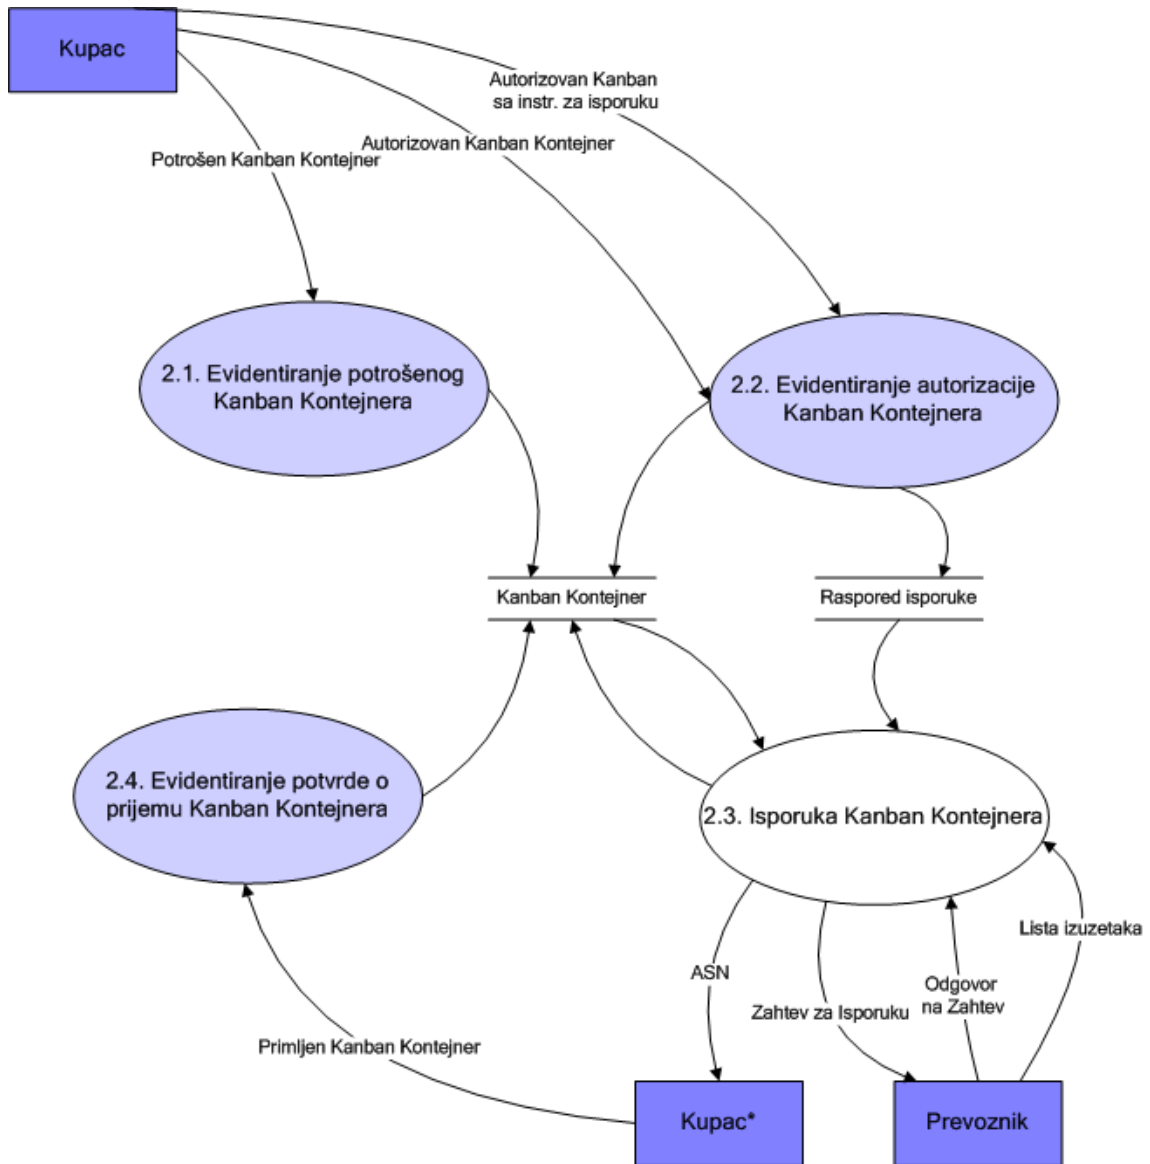 Kupac
Autorizovan Kanban
sa instr. za isporuku
Autorizovan Kanban Kontejner
Potrošen Kanban Kontejner
2.1. Evidentiranje potrošenog
Kanban Kontejnera
2.2. Evidentiranje autorizacije
Kanban Kontejnera
Kanban Kontejner
Raspored isporuke
2.4. Evidentiranje potvrde o
prijemu Kanban Kontejnera
2.3. Isporuka Kanban Kontejnera
Lista izuzetaka
ASN
Odgovor
na Zahtev
Zahtev za Isporuku
Primljen Kanban Kontejner
Kupac*
Prevoznik